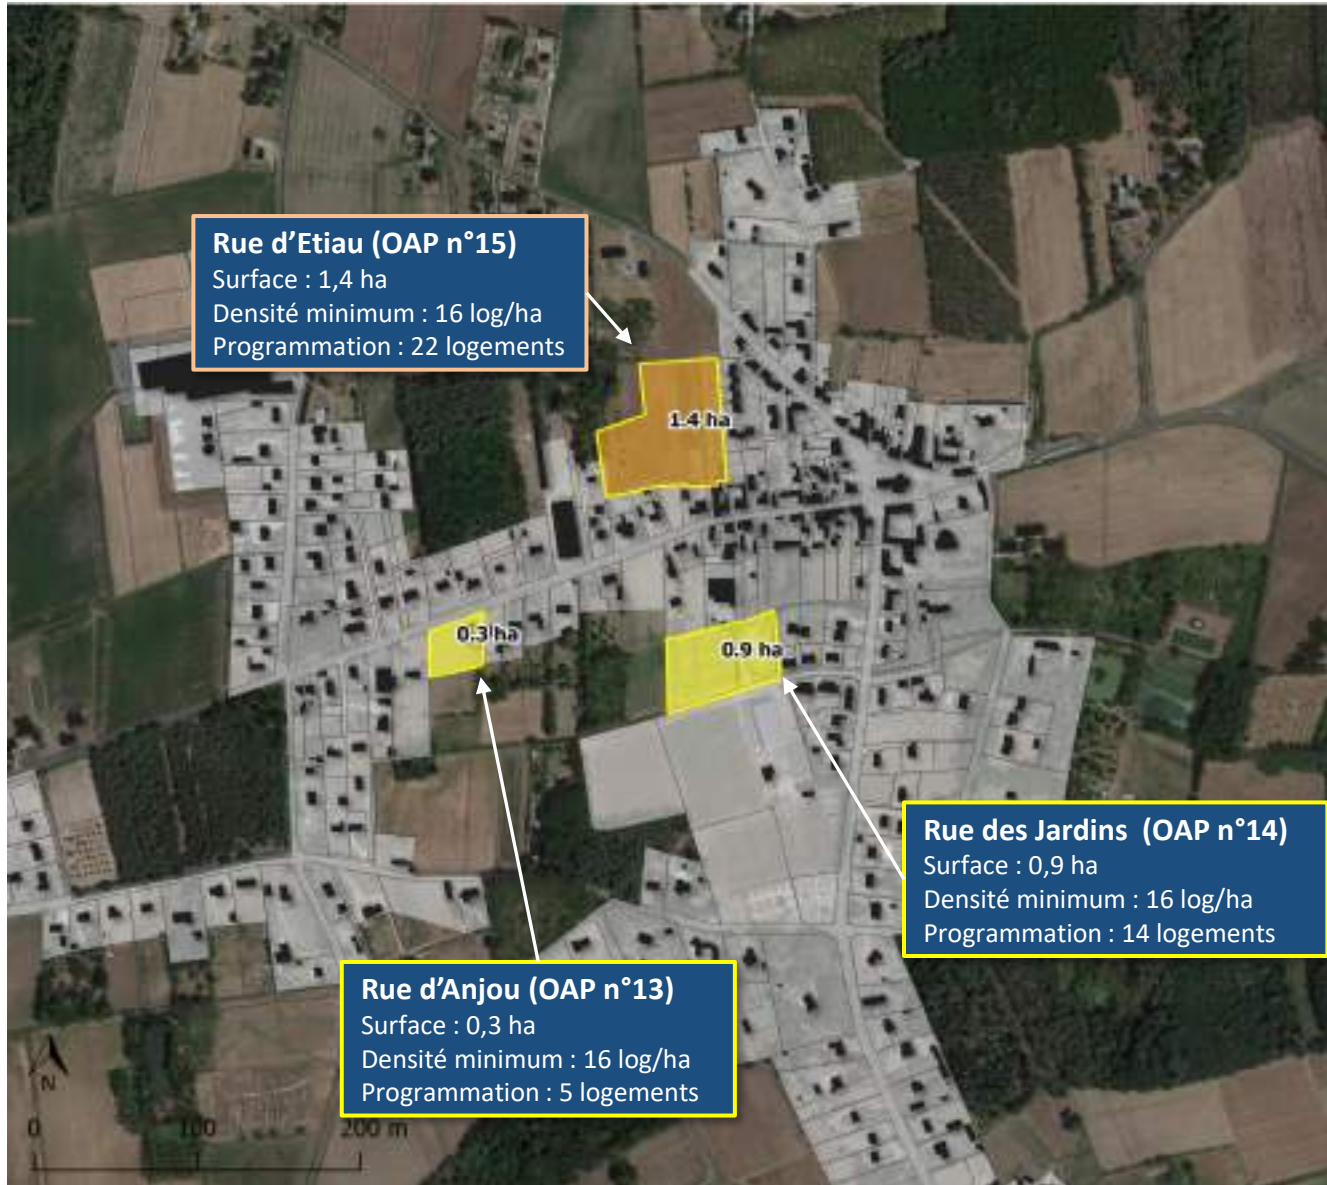 Rue d'Etiau (OAP n°15)
Surface : 1,4 ha
Densité minimum : 16 log/ha
Programmation : 22 logements
1.4 ha
0.3 ha
0.9 ha
Rue des Jardins  (OAP n°14)
Surface : 0,9 ha
Densité minimum : 16 log/ha
Programmation : 14 logements
Rue d'Anjou (OAP n°13)
Surface : 0,3 ha
Densité minimum : 16 log/ha
Programmation : 5 logements
N
0 100 200 m